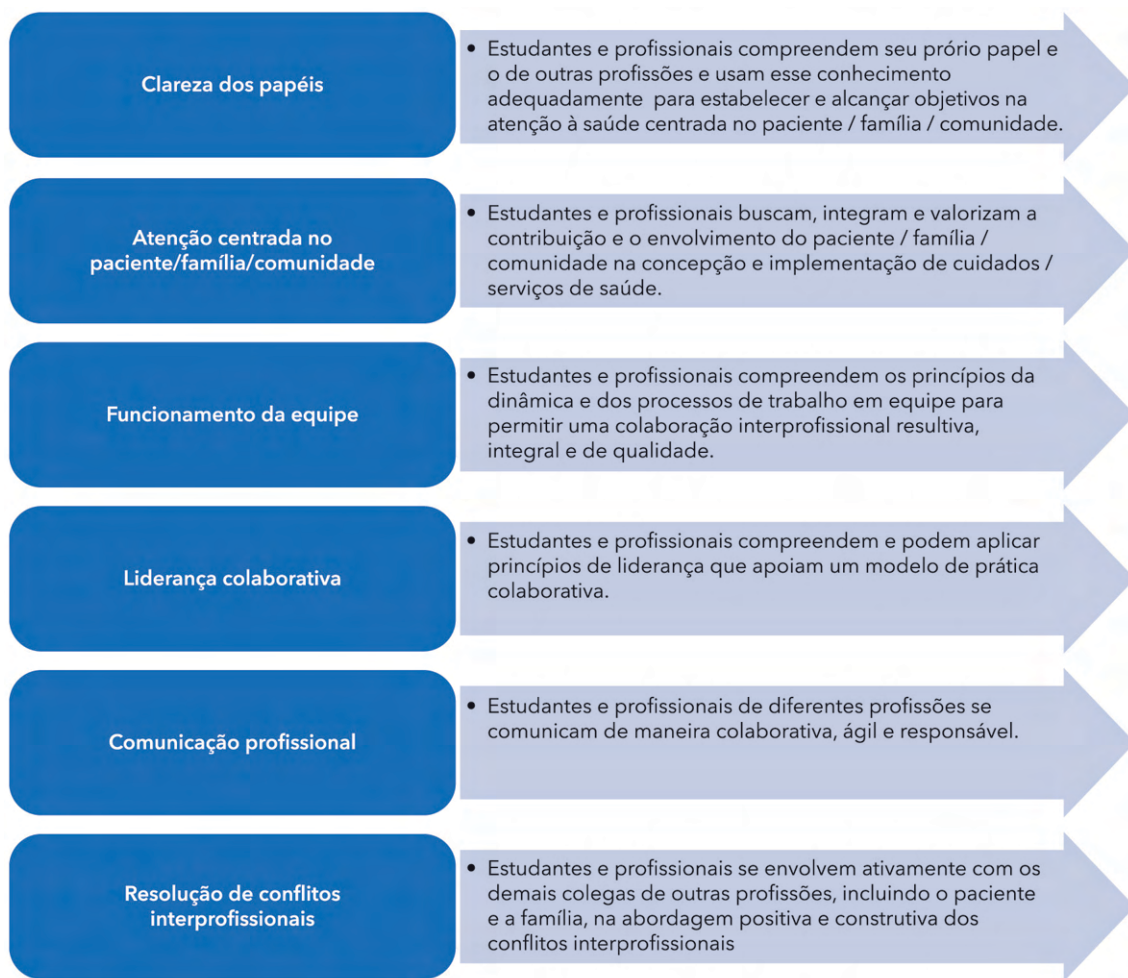 Clareza dos papéis
• Estudantes e profissionais compreendem seu prório papel e
o de outras profissões e usam esse conhecimento
adequadamente para estabelecer e alcançar objetivos na
atenção à saúde centrada no paciente / família / comunidade.
Atenção centrada no
paciente/família/comunidade
• Estudantes e profissionais buscam, integram e valorizam a
contribuição e o envolvimento do paciente / família /
comunidade na concepção e implementação de cuidados /
serviços de saúde.
Funcionamento da equipe
• Estudantes e profissionais compreendem os princípios da
dinâmica e dos processos de trabalho em equipe para
permitir uma colaboração interprofissional resultiva,
integral e de qualidade.
Liderança colaborativa
• Estudantes e profissionais compreendem e podem aplicar
princípios de liderança que apoiam um modelo de prática
colaborativa.
Comunicação profissional
• Estudantes e profissionais de diferentes profissões se
comunicam de maneira colaborativa, ágil e responsável.
Resolução de conflitos
interprofissionais
• Estudantes e profissionais se envolvem ativamente com os
demais colegas de outras profissões, incluindo o paciente
e a família, na abordagem positiva e construtiva dos
conflitos interprofissionais